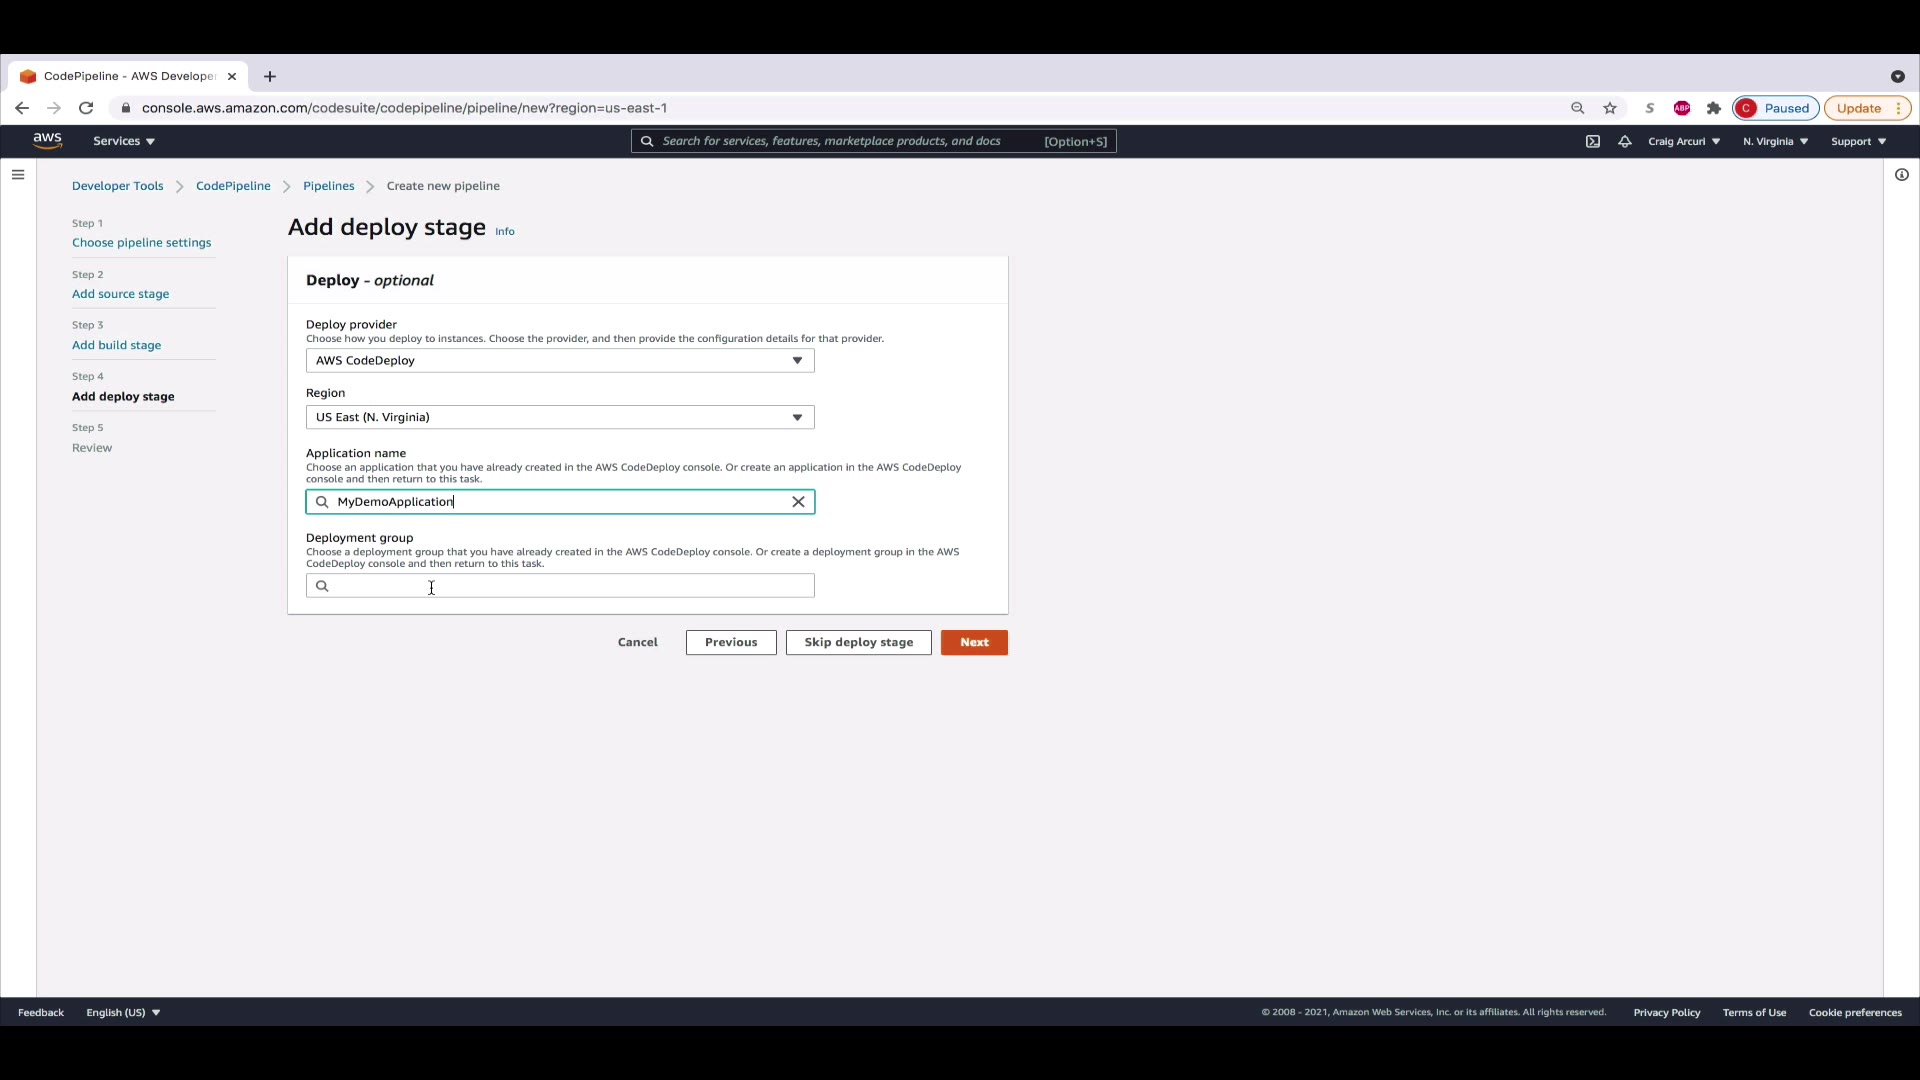 CodePipeline - AWS Develope
console.aws.amazon.com/codesuite/codepipeline/pipeline/new?region=us-east-1
S
ABP
C Paused
Update
aws
Services
Search for services, features, marketplace products, and docs [Option+S]
Craig Arcuri
N. Virginia
Support
Developer Tools
CodePipeline
Pipelines
Create new pipeline
Step 1
Choose pipeline settings
Step 2
Add source stage
Step 3
Add build stage
Step 4
Add deploy stage
Step 5
Review
Add deploy stage Info
Deploy - optional
Deploy provider
Choose how you deploy to instances. Choose the provider, and then provide the configuration details for that provider.
AWS CodeDeploy
Region
US East (N. Virginia)
Application name
Choose an application that you have already created in the AWS CodeDeploy console. Or create an application in the AWS CodeDeploy
console and then return to this task.
MyDemoApplication
Deployment group
Choose a deployment group that you have already created in the AWS CodeDeploy console. Or create a deployment group in the AWS
CodeDeploy console and then return to this task.
Cancel
Previous
Skip deploy stage
Next
Feedback
English (US)
© 2008 - 2021, Amazon Web Services, Inc. or its affiliates. All rights reserved.
Privacy Policy
Terms of Use
Cookie preferences